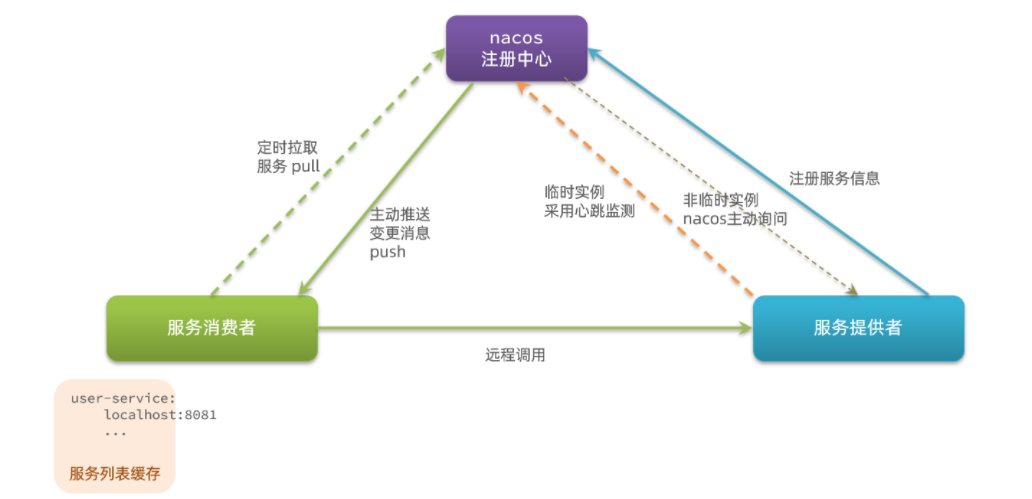 nacos
注册中心
定时拉取
服务 pull
主动推送
变更消息
push
临时实例
采用心跳监测
非临时实例
nacos主动询问
注册服务信息
服务消费者
服务提供者
远程调用
user-service:
localhost:8081
...
服务列表缓存